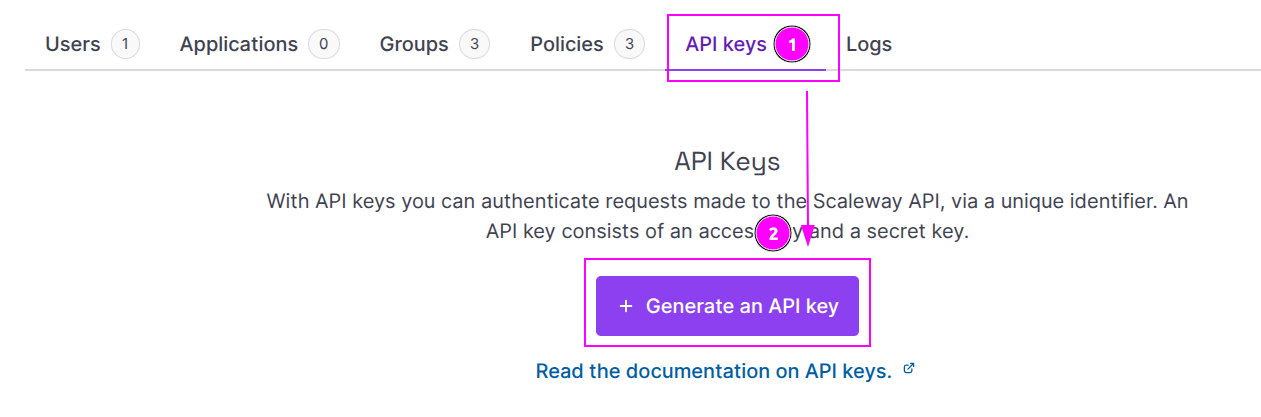 Users 1 Applications 0 Groups 3 Policies 3 API keys 1 Logs
API Keys
With API keys you can authenticate requests made to the Scaleway API, via a unique identifier. An
API key consists of an 2 and a secret key.
+ Generate an API key
Read the documentation on API keys.